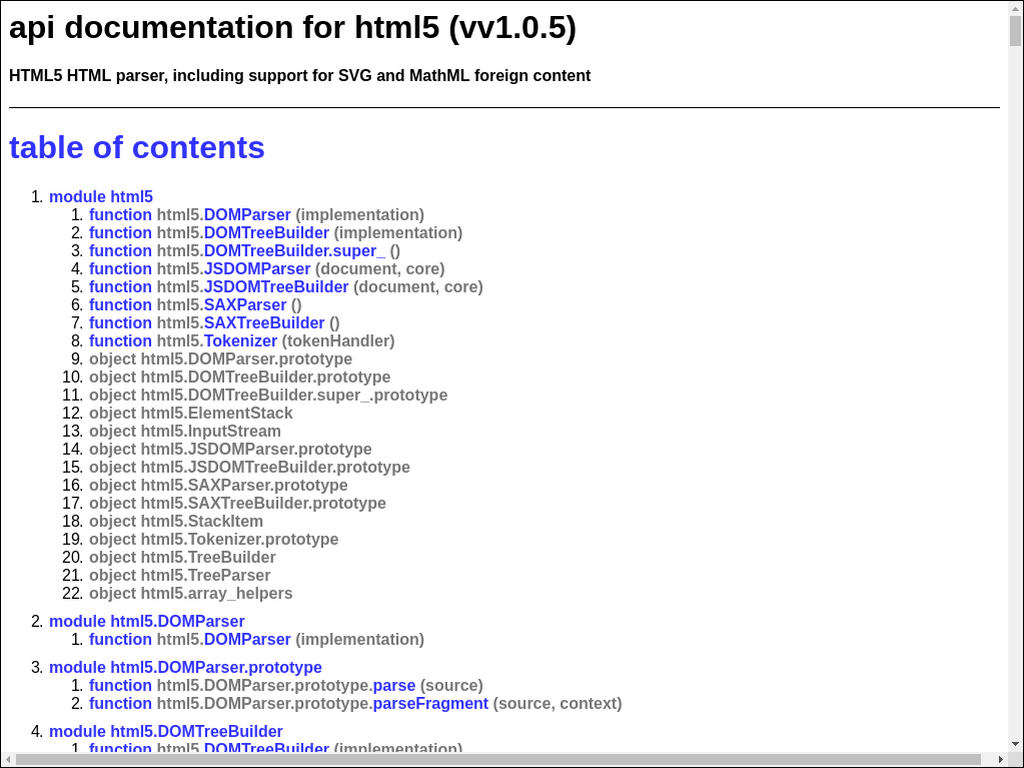 api documentation for html5 (vv1.0.5)
HTML5 HTML parser, including support for SVG and MathML foreign content
table of contents
1. module html5
1. function html5.DOMParser (implementation)
2. function html5.DOMTreeBuilder (implementation)
3. function html5.DOMTreeBuilder.super_ ()
4. function html5.JSDOMParser (document, core)
5. function html5.JSDOMTreeBuilder (document, core)
6. function html5.SAXParser ()
7. function html5.SAXTreeBuilder ()
8. function html5.Tokenizer (tokenHandler)
9. object html5.DOMParser.prototype
10. object html5.DOMTreeBuilder.prototype
11. object html5.DOMTreeBuilder.super_.prototype
12. object html5.ElementStack
13. object html5.InputStream
14. object html5.JSDOMParser.prototype
15. object html5.JSDOMTreeBuilder.prototype
16. object html5.SAXParser.prototype
17. object html5.SAXTreeBuilder.prototype
18. object html5.StackItem
19. object html5.Tokenizer.prototype
20. object html5.TreeBuilder
21. object html5.TreeParser
22. object html5.array_helpers
2. module html5.DOMParser
1. function html5.DOMParser (implementation)
3. module html5.DOMParser.prototype
1. function html5.DOMParser.prototype.parse (source)
2. function html5.DOMParser.prototype.parseFragment (source, context)
4. module html5.DOMTreeBuilder
1. function html5.DOMTreeBuilder (implementation)